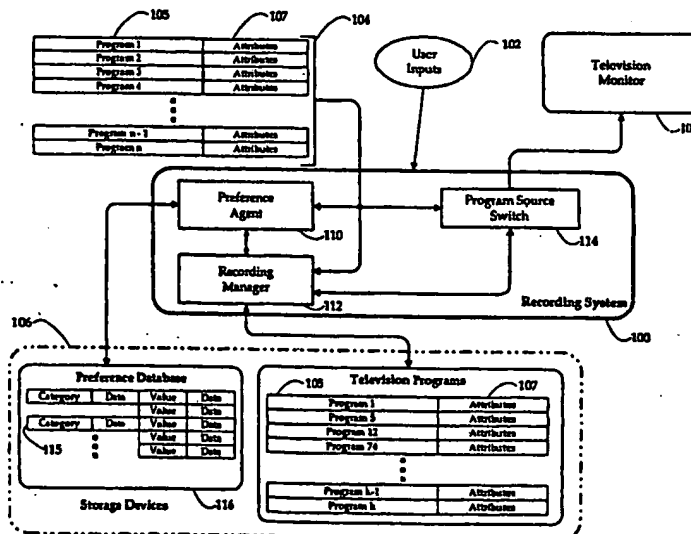 105
107
104
Program 1 Attributes
Program 2 Attributes
Program 3 Attributes
Program 4 Attributes
Program n - 1 Attributes
Program n Attributes
User
Inputs
102
Television
Monitor
10
Preference
Agent
110
Program Source
Switch
114
Recording
Manager
112
Recording System
100
106
Preference Database
Category Data Value Data
Value Data
Category Data Value Data
Value Data
Value Data
115
Storage Devices
116
Television Programs
105
107
Program 1 Attributes
Program 5 Attributes
Program 12 Attributes
Program 74 Attributes
Program h-1 Attributes
Program h Attributes